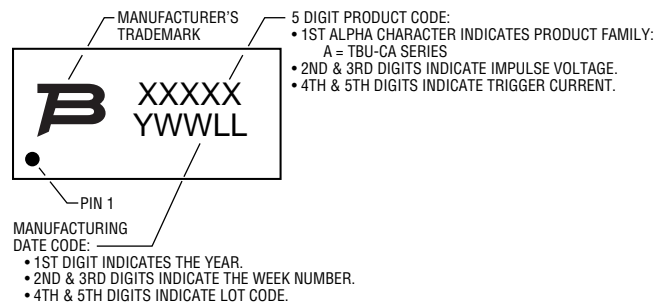 MANUFACTURER'S
TRADEMARK
5 DIGIT PRODUCT CODE:
• 1ST ALPHA CHARACTER INDICATES PRODUCT FAMILY:
A = TBU-CA SERIES
• 2ND & 3RD DIGITS INDICATE IMPULSE VOLTAGE.
• 4TH & 5TH DIGITS INDICATE TRIGGER CURRENT.
XXXXX
YWWLL
PIN 1
MANUFACTURING
DATE CODE:
• 1ST DIGIT INDICATES THE YEAR.
• 2ND & 3RD DIGITS INDICATE THE WEEK NUMBER.
• 4TH & 5TH DIGITS INDICATE LOT CODE.